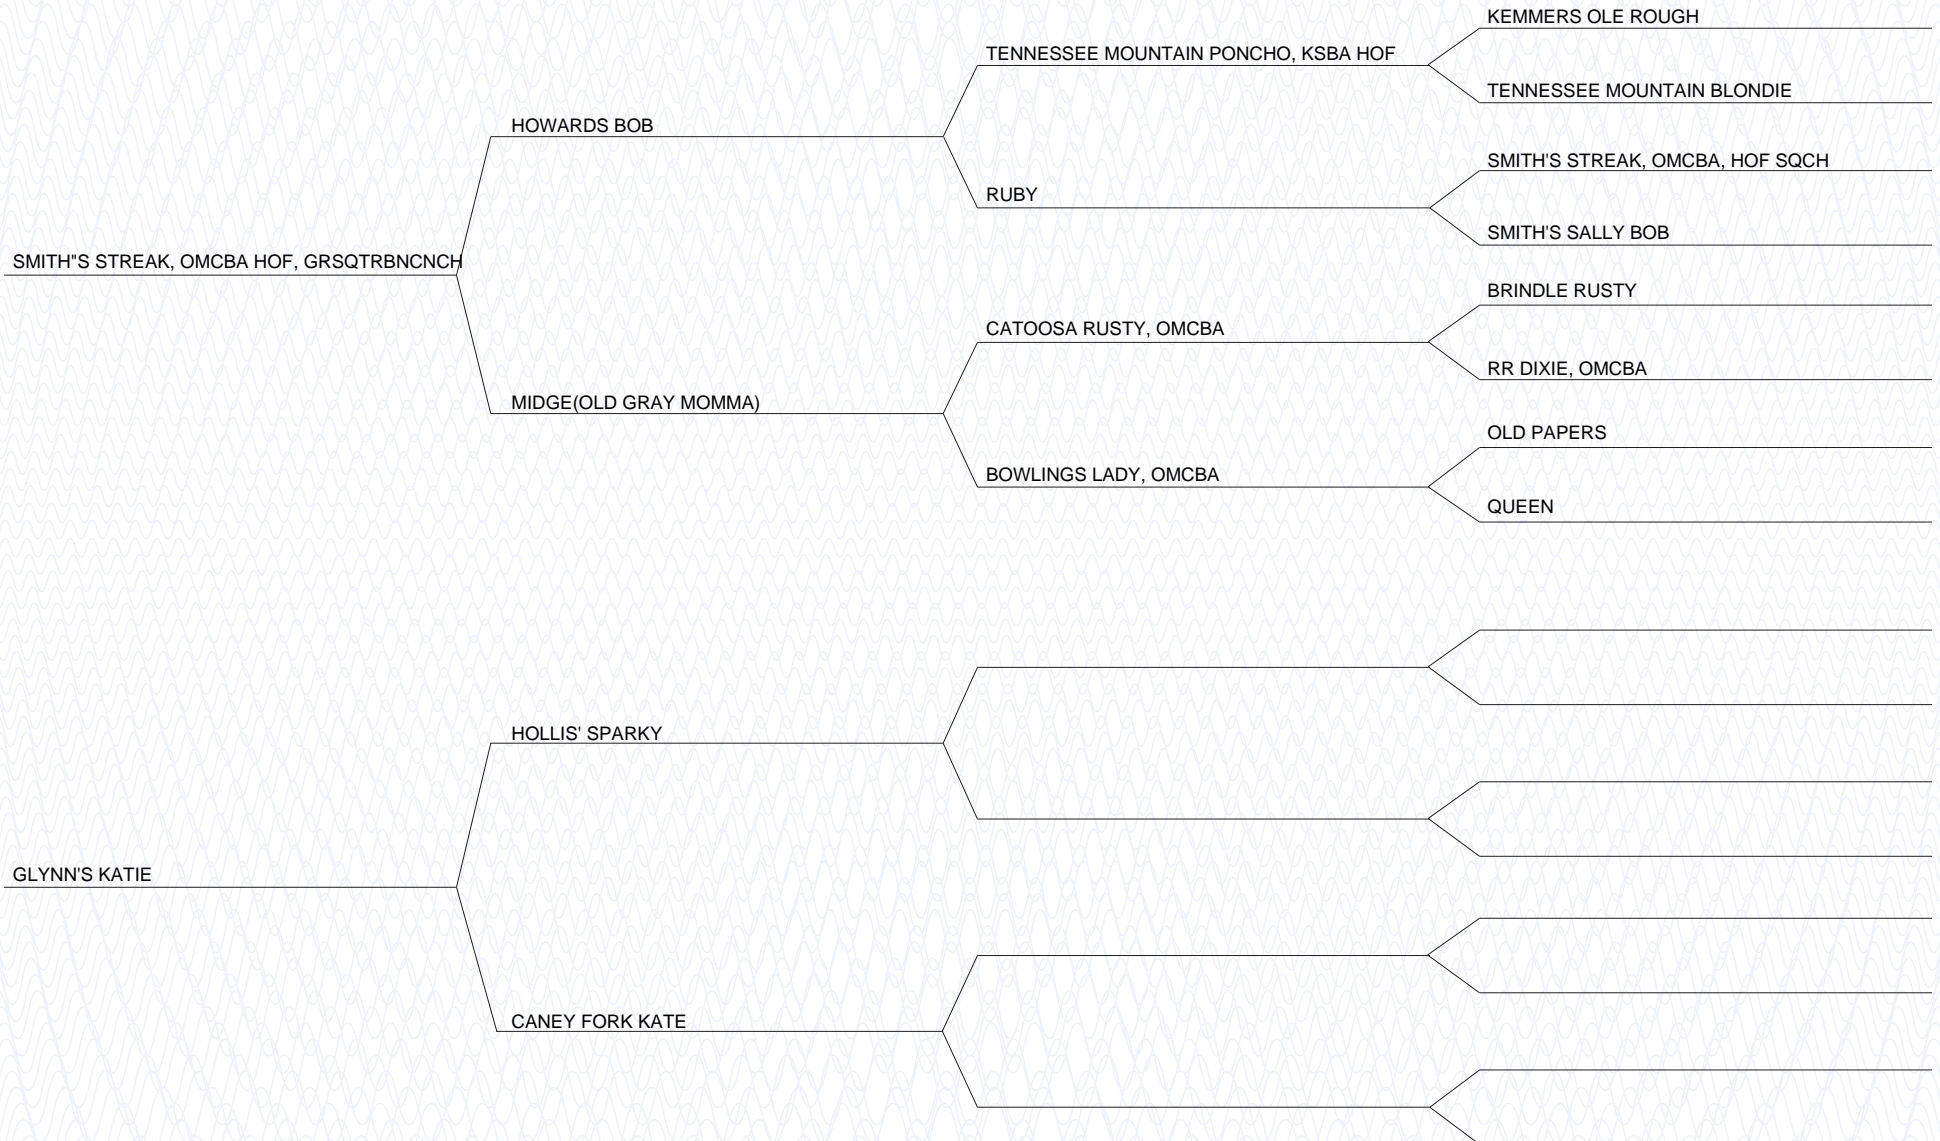 KEMMERS OLE ROUGH
TENNESSEE MOUNTAIN PONCHO, KSBA HOF
TENNESSEE MOUNTAIN BLONDIE
HOWARDS BOB
SMITH'S STREAK, OMCBA, HOF SQCH
RUBY
SMITH'S SALLY BOB
SMITH"S STREAK, OMCBA HOF, GRSQTRBNCNCH
BRINDLE RUSTY
CATOOSA RUSTY, OMCBA
RR DIXIE, OMCBA
MIDGE(OLD GRAY MOMMA)
OLD PAPERS
BOWLINGS LADY, OMCBA
QUEEN
HOLLIS' SPARKY
GLYNN'S KATIE
CANEY FORK KATE